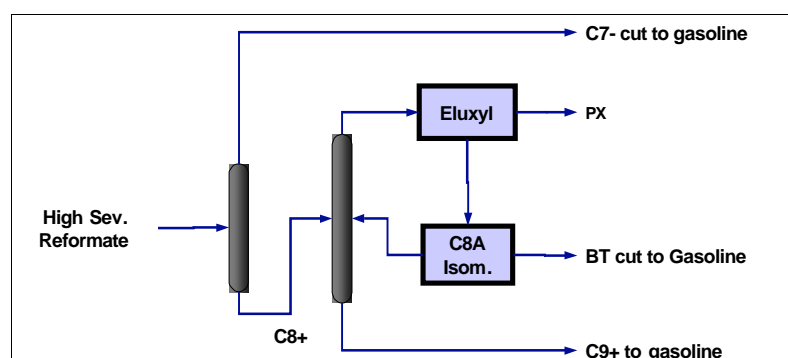 C7- cut to gasoline
Eluxyl
PX
High Sev.
Reformate
C8A
Isom.
BT cut to Gasoline
C8+
C9+ to gasoline